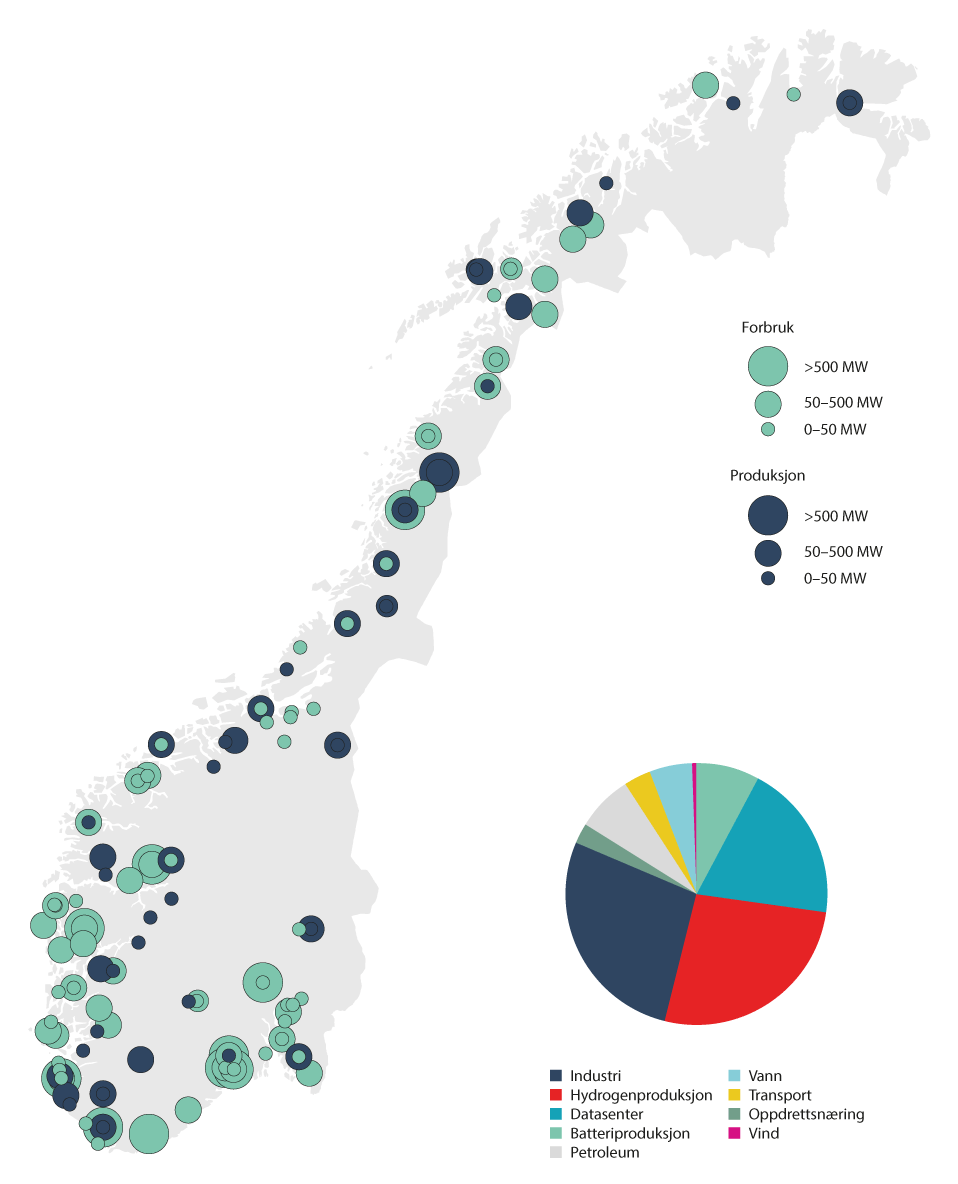 Forbruk
>500 MW
50–500 MW
0–50 MW
Produksjon
>500 MW
50–500 MW
0–50 MW
Industri
Hydrogenproduksjon
Datasenter
Batteriproduksjon
Petroleum
Vann
Transport
Oppdrettsnæring
Vind